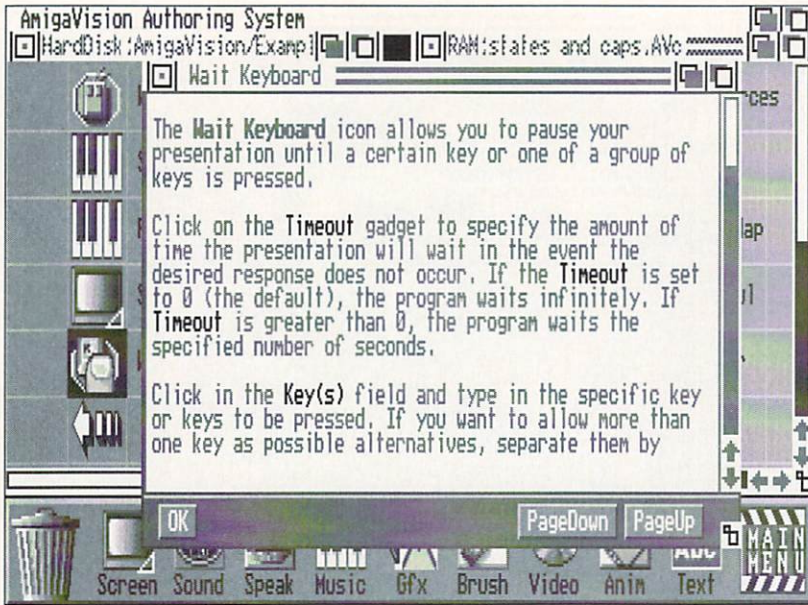 AmigaVision Authoring System
HardDisk:AmigaVision/Exampl
RAM:states and caps.AVc
Wait Keyboard
The Wait Keyboard icon allows you to pause your
presentation until a certain key or one of a group of
keys is pressed.
Click on the Timeout gadget to specify the amount of
time the presentation will wait in the event the
desired response does not occur. If the Timeout is set
to 0 (the default), the program waits infinitely. If
Timeout is greater than 0, the program waits the
specified number of seconds.
Click in the Key(s) field and type in the specific key
or keys to be pressed. If you want to allow more than
one key as possible alternatives, separate them by
OK
PageDown
PageUp
Screen
Sound
Speak
Music
Gfx
Brush
Video
Anim
Text
MAIN
MENU